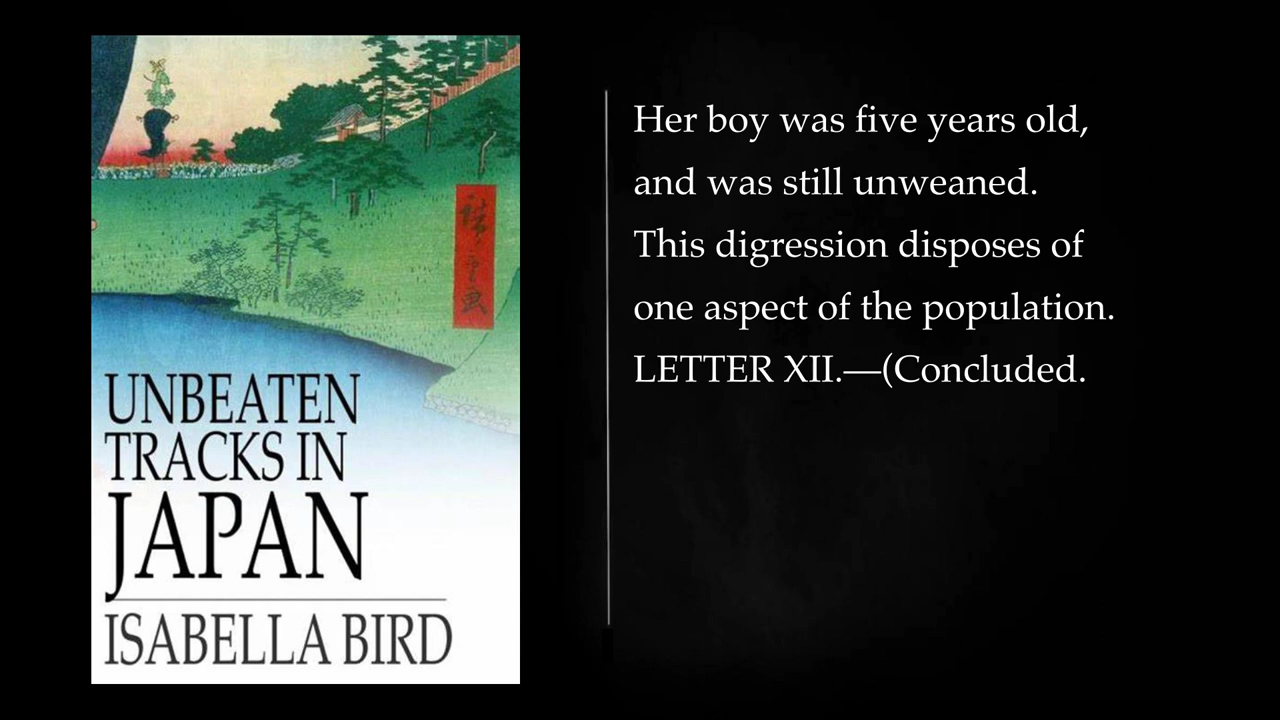 UNBEATEN
TRACKS IN
JAPAN
ISABELLA BIRD
Her boy was five years old,
and was still unweaned.
This digression disposes of
one aspect of the population.
LETTER XII.—(Concluded.